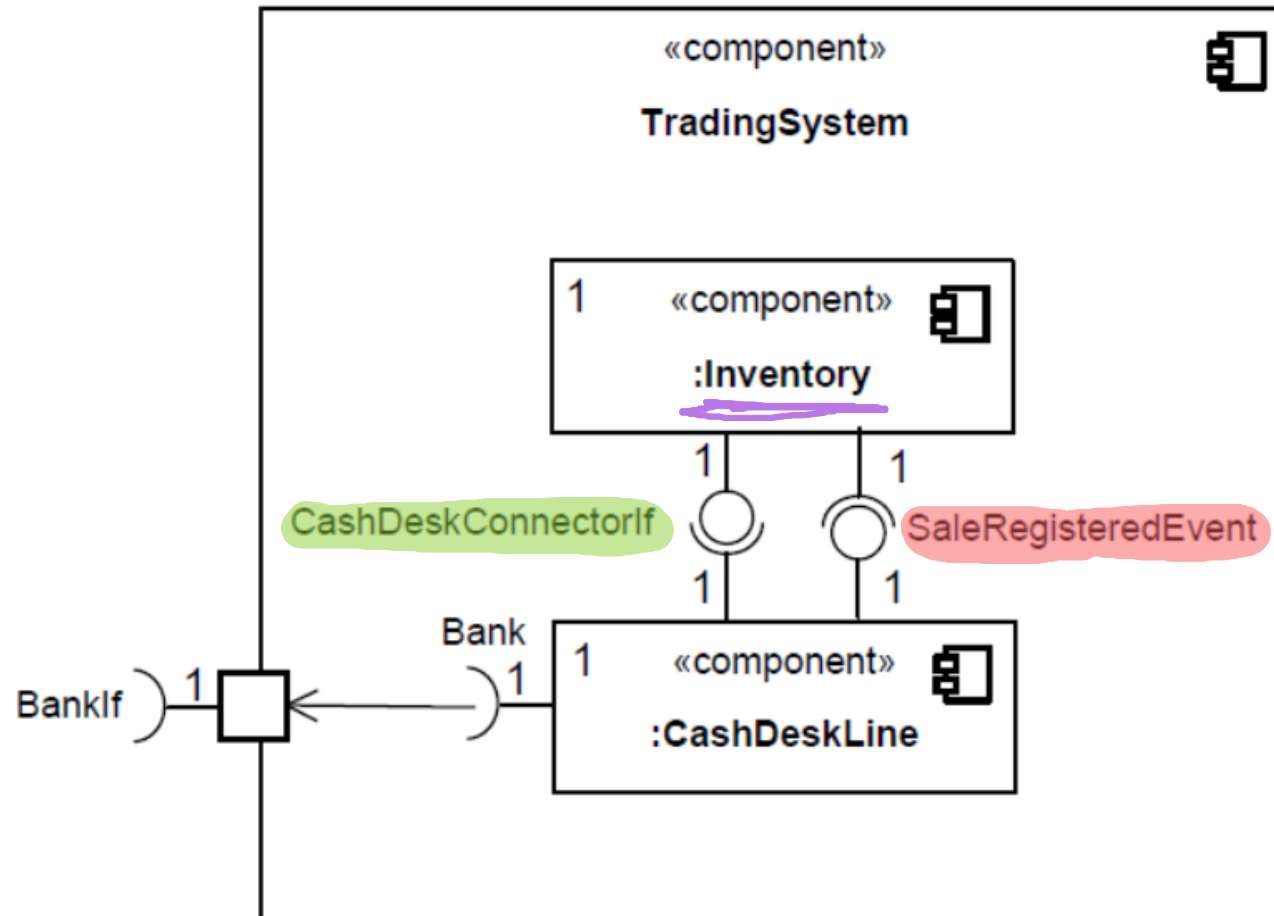 «component»
TradingSystem
1 «component»
:Inventory
1 1
CashDeskConnectorIf SaleRegisteredEvent
1 1
Bank
1 «component»
BankIf 1 1
:CashDeskLine